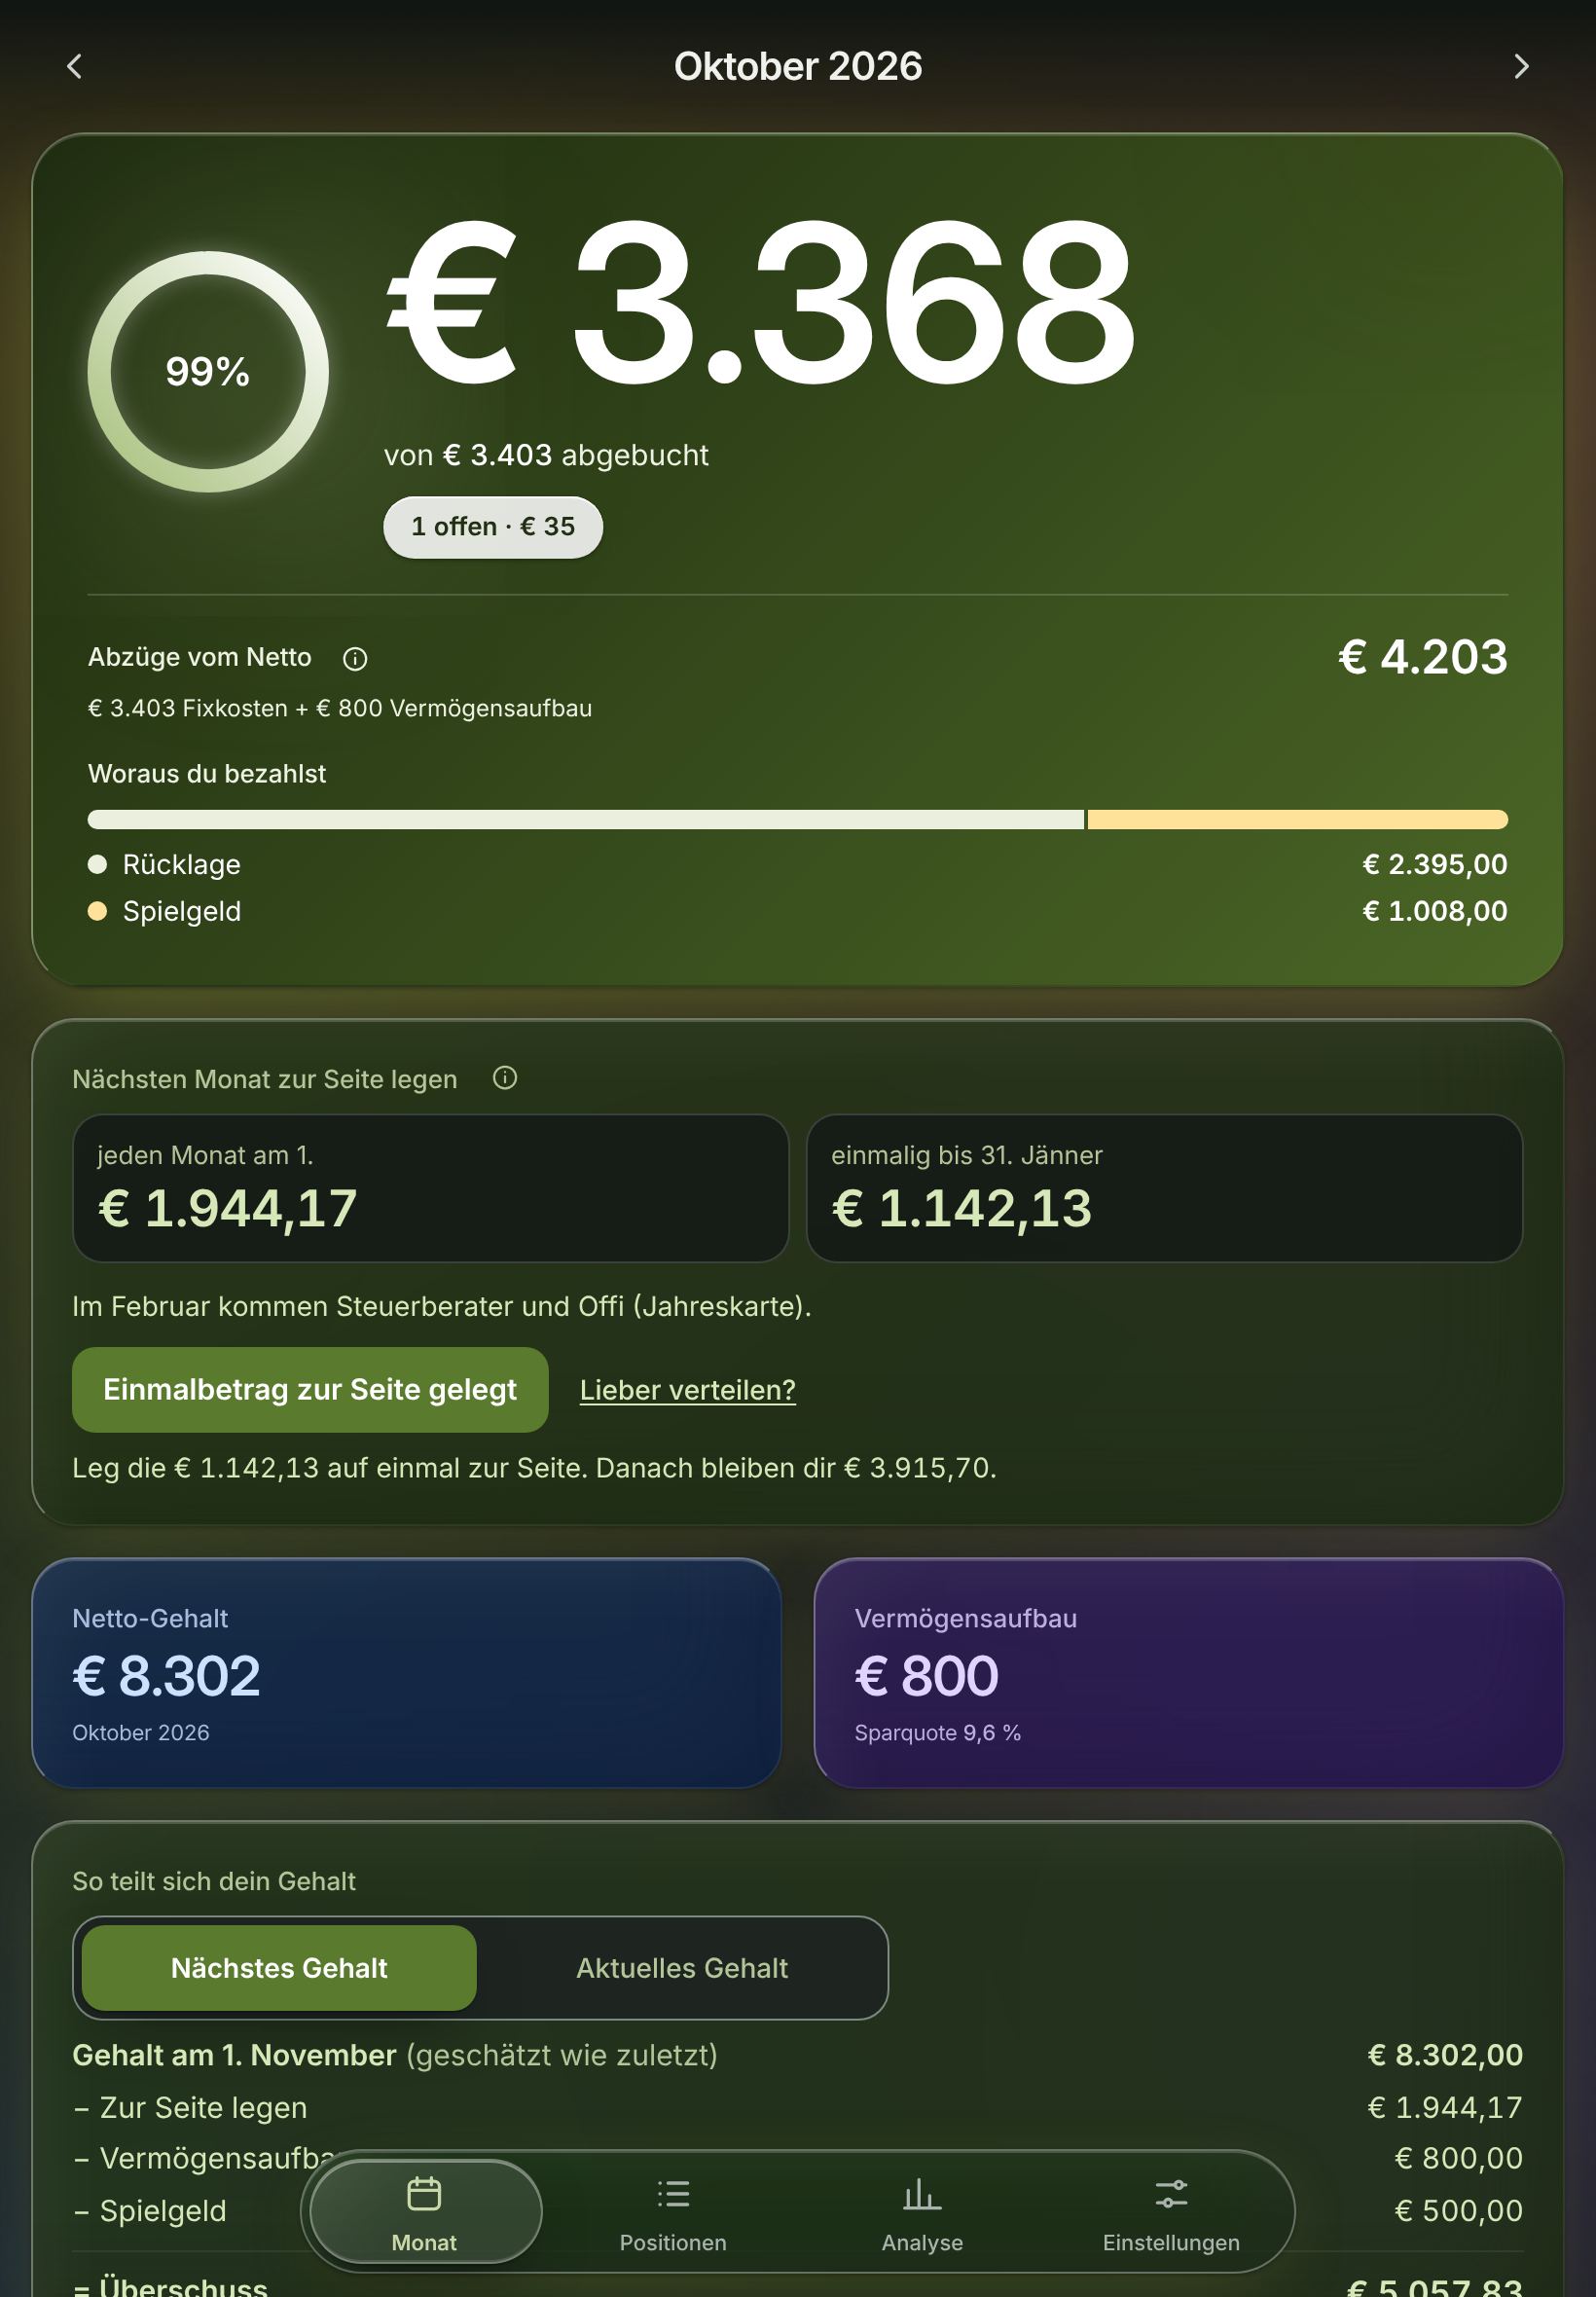 Oktober 2026
99%
€ 3.368
von € 3.403 abgebucht
1 offen · € 35
Abzüge vom Netto
€ 4.203
€ 3.403 Fixkosten + € 800 Vermögensaufbau
Woraus du bezahlst
Rücklage € 2.395,00
Spielgeld € 1.008,00
Nächsten Monat zur Seite legen
jeden Monat am 1.
€ 1.944,17
einmalig bis 31. Jänner
€ 1.142,13
Im Februar kommen Steuerberater und Offi (Jahreskarte).
Einmalbetrag zur Seite gelegt
Lieber verteilen?
Leg die € 1.142,13 auf einmal zur Seite. Danach bleiben dir € 3.915,70.
Netto-Gehalt
€ 8.302
Oktober 2026
Vermögensaufbau
€ 800
Sparquote 9,6 %
So teilt sich dein Gehalt
Nächstes Gehalt
Aktuelles Gehalt
Gehalt am 1. November (geschätzt wie zuletzt) € 8.302,00
– Zur Seite legen € 1.944,17
– Vermögensaufbau € 800,00
– Spielgeld € 500,00
= Überschuss € 5.057,83
Monat
Positionen
Analyse
Einstellungen